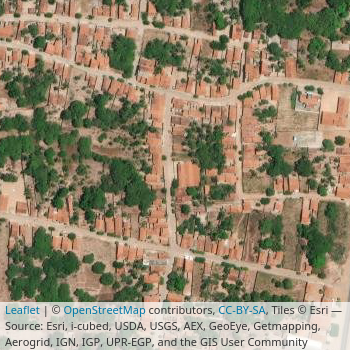 Leaflet | © OpenStreetMap contributors, CC-BY-SA, Tiles © Esri —
Source: Esri, i-cubed, USDA, USGS, AEX, GeoEye, Getmapping,
Aerogrid, IGN, IGP, UPR-EGP, and the GIS User Community